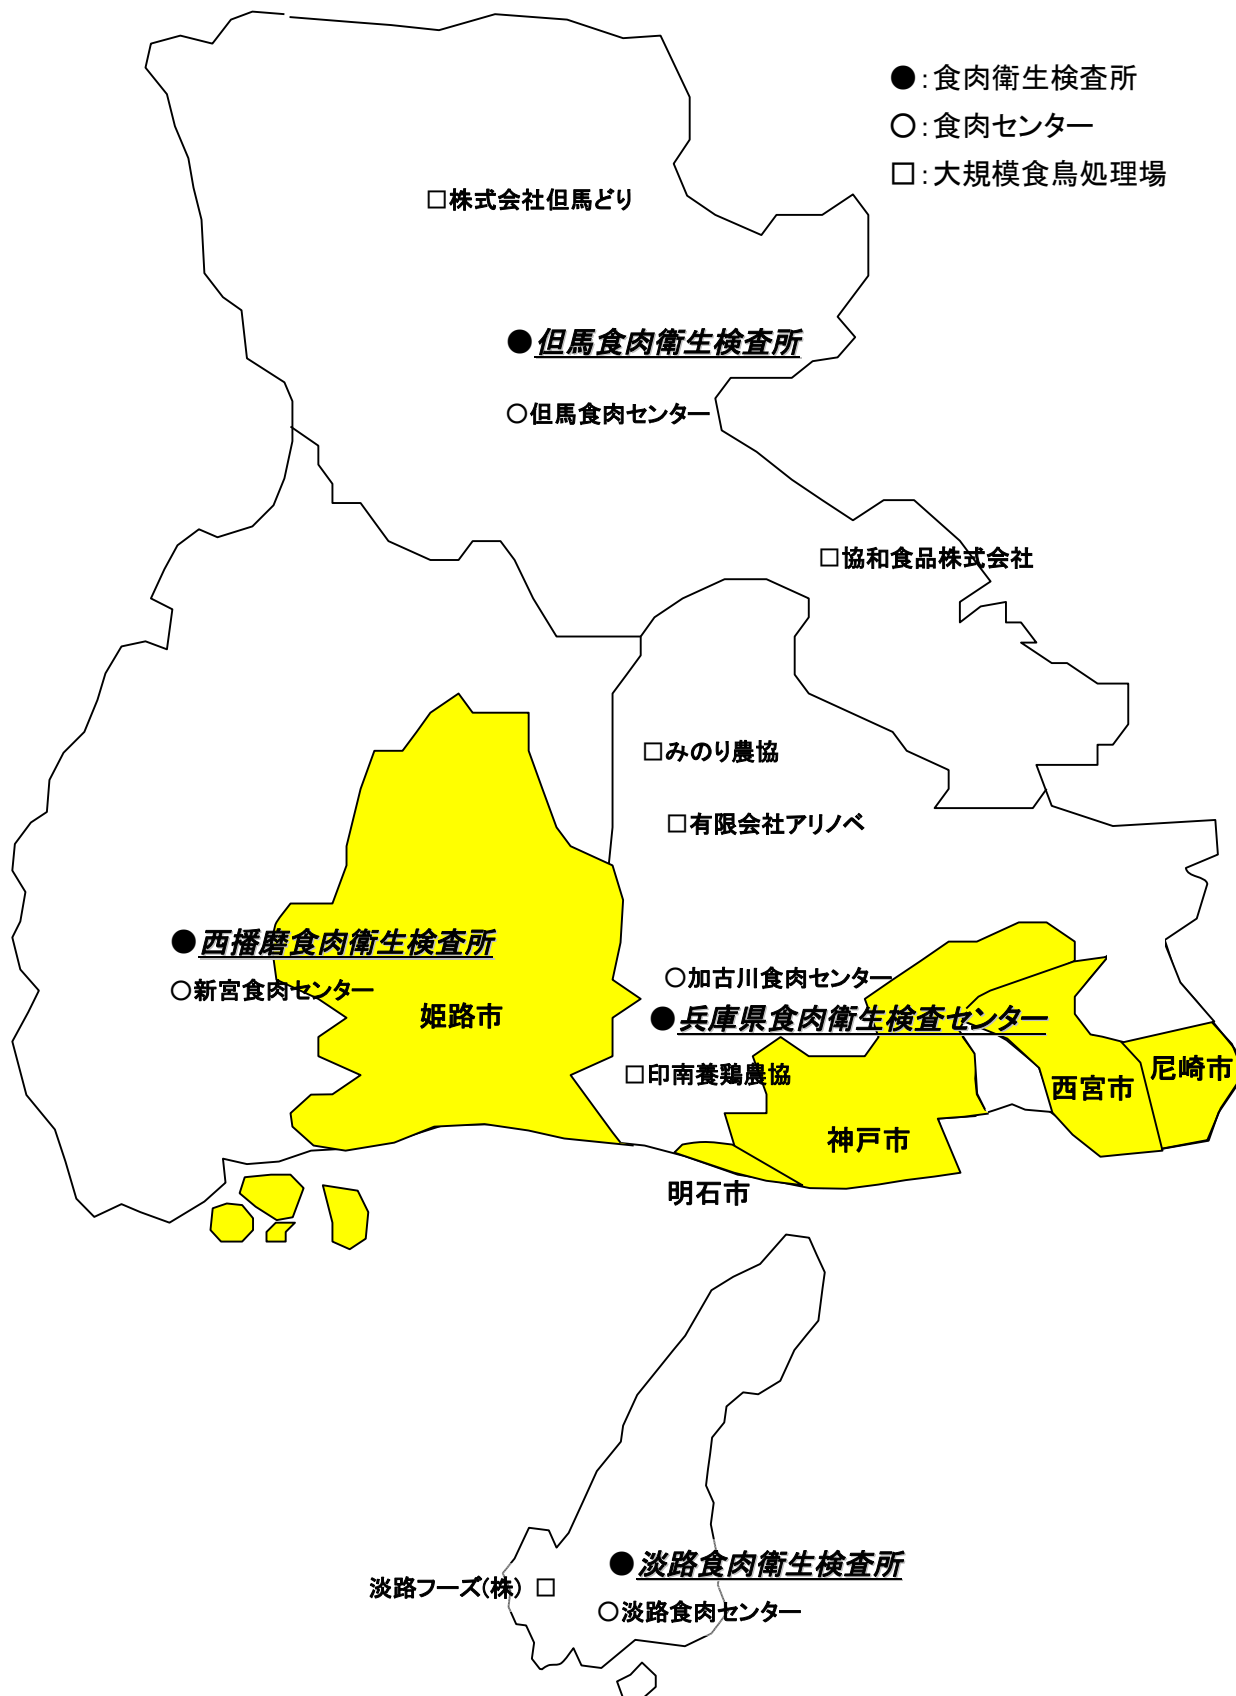 ●:食肉衛生検査所
○:食肉センター
□:大規模食鳥処理場
□株式会社但馬どり
●但馬食肉衛生検査所
○但馬食肉センター
□協和食品株式会社
□みのり農協
□有限会社アリノベ
●西播磨食肉衛生検査所
○新宮食肉センター
姫路市
○加古川食肉センター
●兵庫県食肉衛生検査センター
□印南養鶏農協
尼崎市
西宮市
神戸市
明石市
●淡路食肉衛生検査所
淡路フーズ(株) □
○淡路食肉センター